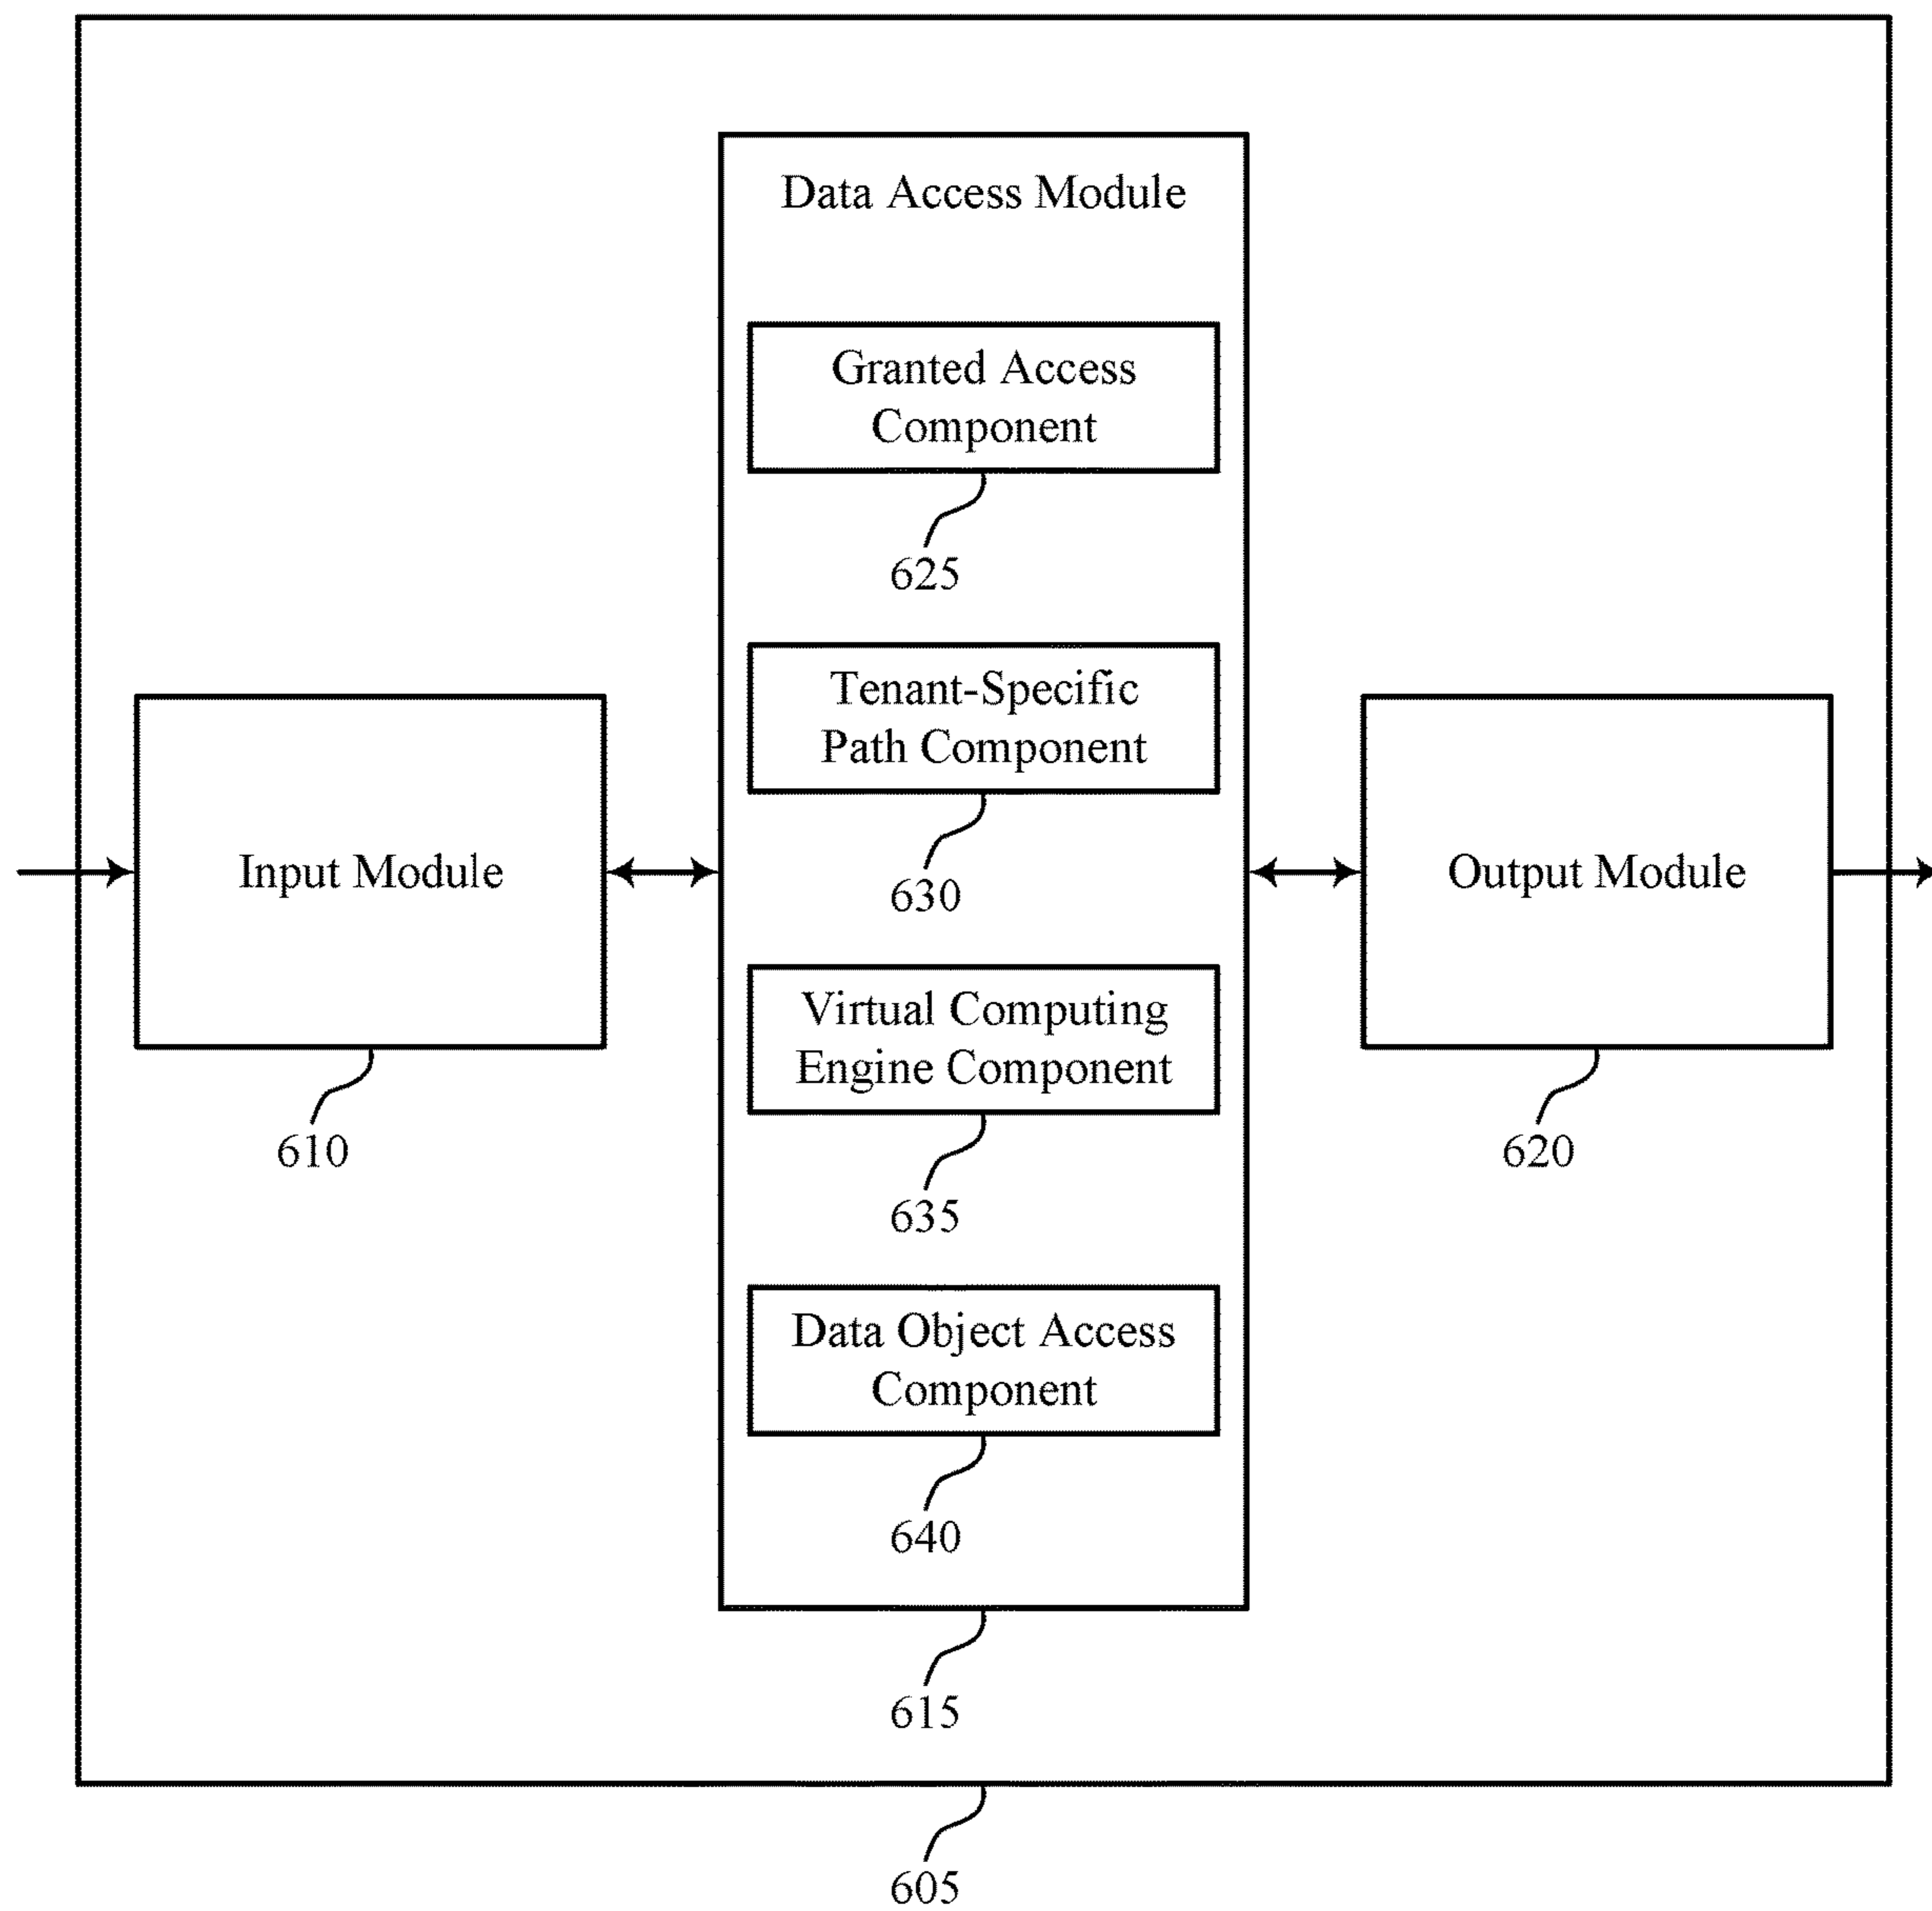 Data Access Module
Granted Access
Component
625
Tenant-Specific
Path Component
630
Input Module
610
Output Module
620
Virtual Computing
Engine Component
635
Data Object Access
Component
640
615
605